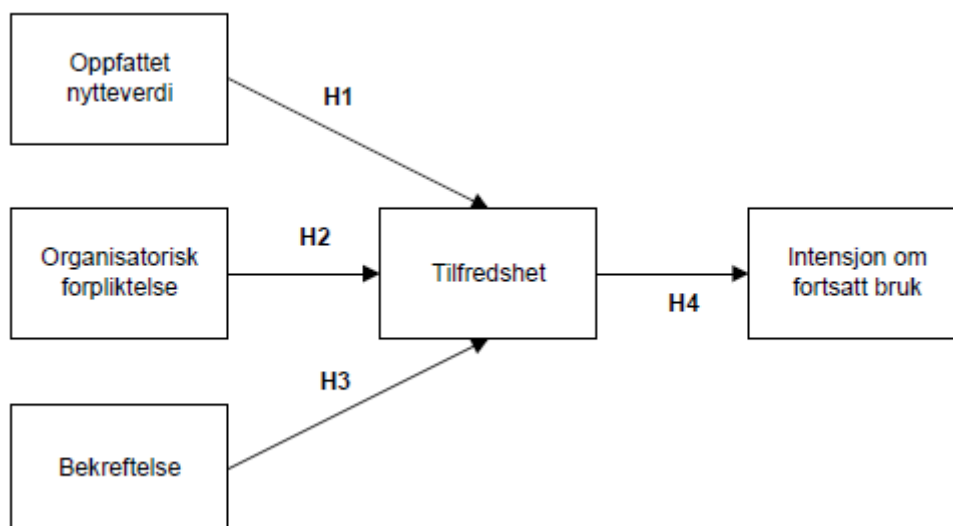 Oppfattet
nytteverdi
H1
Organisatorisk
forpliktelse
H2
Tilfredshet
H4
Intensjon om
fortsatt bruk
H3
Bekreftelse